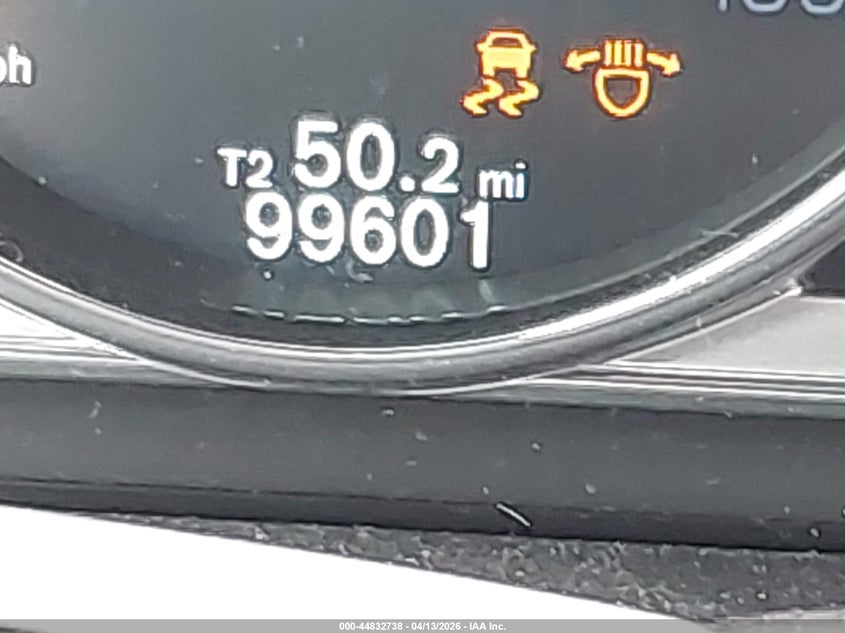 ph
T2 50.2 mi
99601
000-44832738 - 04/13/2026 - IAA Inc.